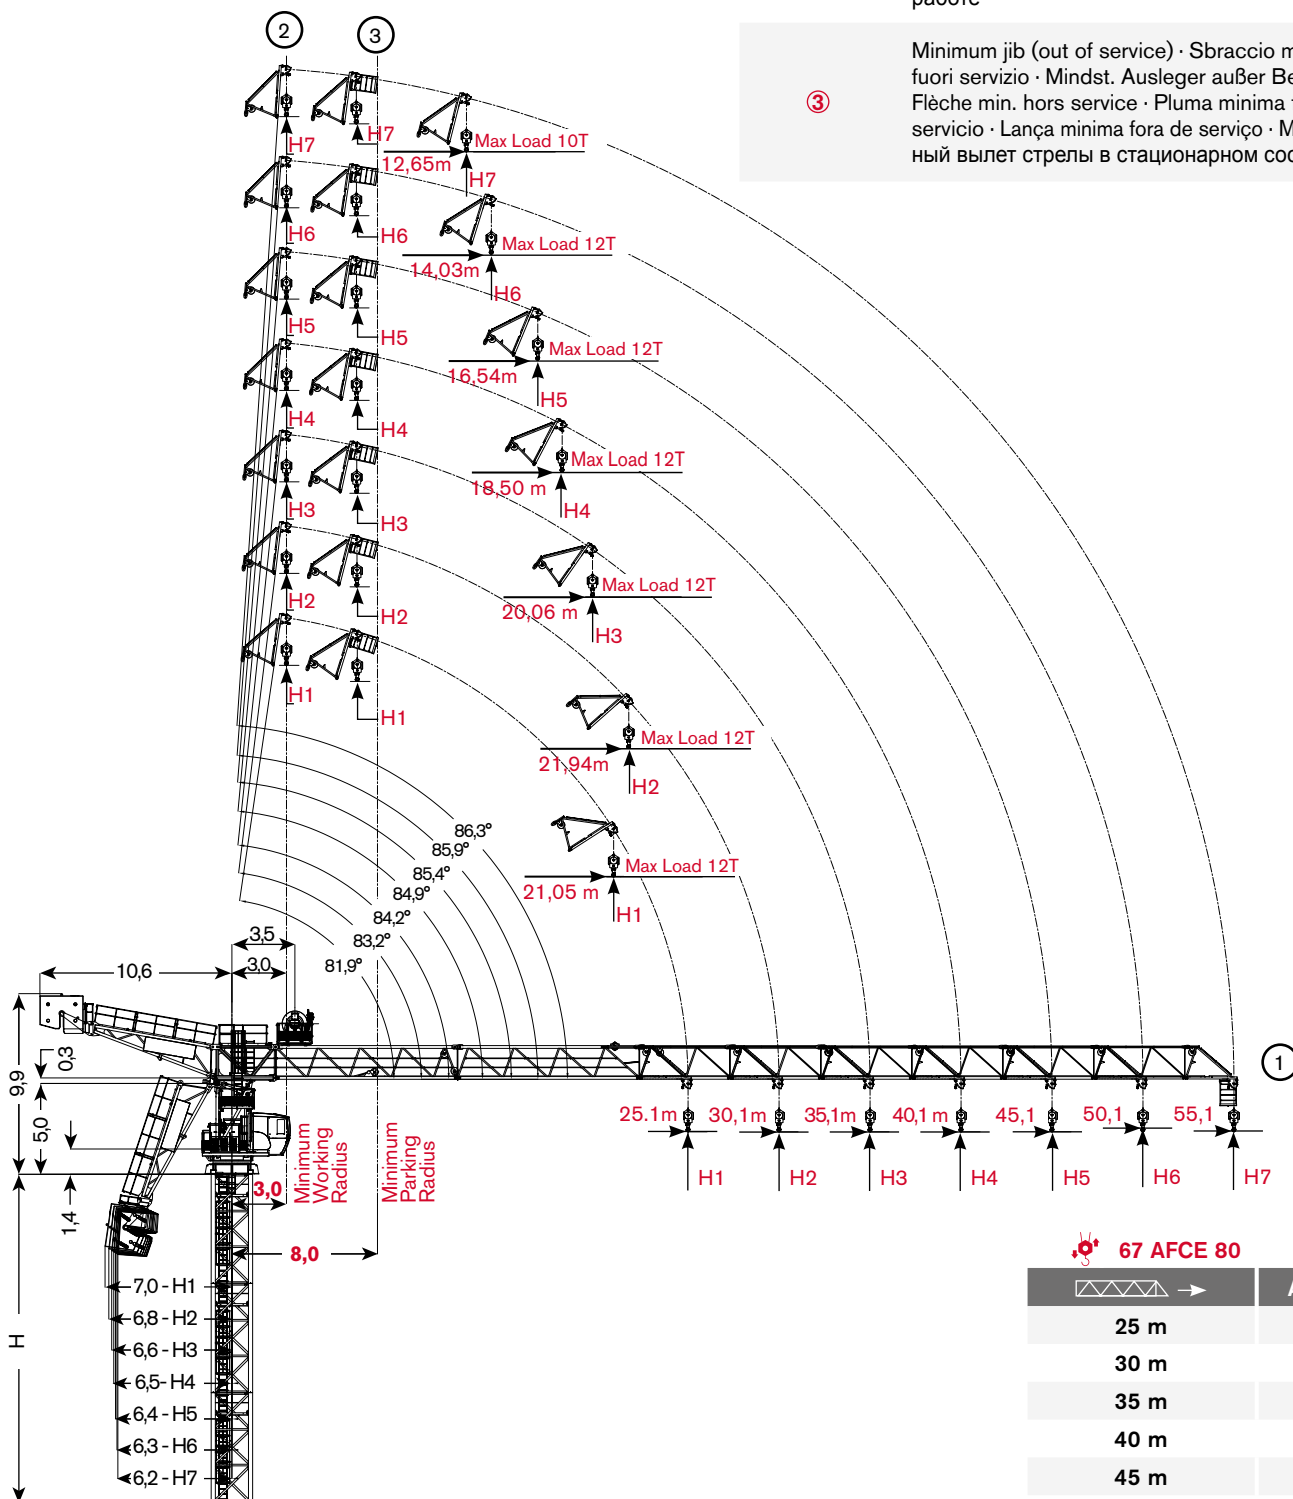 работе
③
Minimum jib (out of service) · Sbraccio m
fuori servizio · Mindst. Ausleger außer Be
Flèche min. hors service · Pluma minima
servicio · Lança minima fora de serviço · M
ный вылет стрелы в стационарном сос
2
3
H7
H7
Max Load 10T
12,65m
H7
H6
H6
Max Load 12T
14,03m
H6
H5
H5
Max Load 12T
16,54m
H5
H4
H4
Max Load 12T
18,50 m
H4
H3
H3
Max Load 12T
20,06 m
H3
H2
H2
Max Load 12T
21,94m
H2
H1
H1
Max Load 12T
21,05 m
H1
86,3°
85,9°
85,4°
84,9°
84,2°
83,2°
81,9°
3,5
10,6
3,0
9,9
0,3
5,0
1,4
H
1
25.1m
30,1m
35,1m
40,1 m
45,1
50,1
55,1
H1
H2
H3
H4
H5
H6
H7
Minimum
Working
Radius
Minimum
Parking
Radius
3,0
8,0
7,0 - H1
6,8 - H2
6,6 - H3
6,5- H4
6,4 - H5
6,3 - H6
6,2 - H7
67 AFCE 80
25 m
30 m
35 m
40 m
45 m